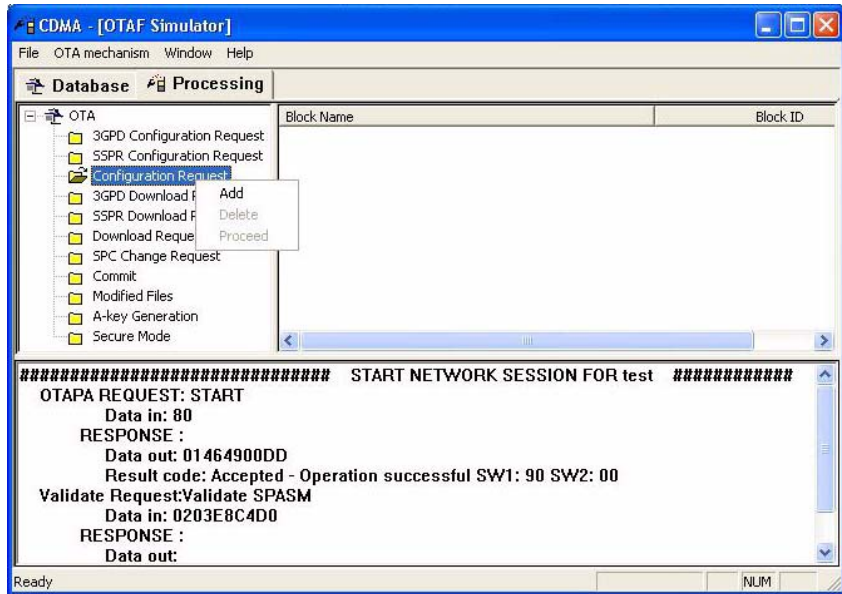 CDMA - [OTAF Simulator]
File OTA mechanism Window Help
Database Processing
OTA
3GPD Configuration Request
SSPR Configuration Request
Configuration Request
3GPD Download
SSPR Download
Download
SPC Change Request
Commit
Modified Files
A-key Generation
Secure Mode
Add
Delete
Proceed
Block Name Block ID
############################### START NETWORK SESSION FOR test ############
OTAPA REQUEST: START
Data in: 80
RESPONSE :
Data out: 01464900DD
Result code: Accepted - Operation successful SW1: 90 SW2: 00
Validate Request:Validate SPASM
Data in: 0203E8C4D0
RESPONSE :
Data out:
Ready NUM